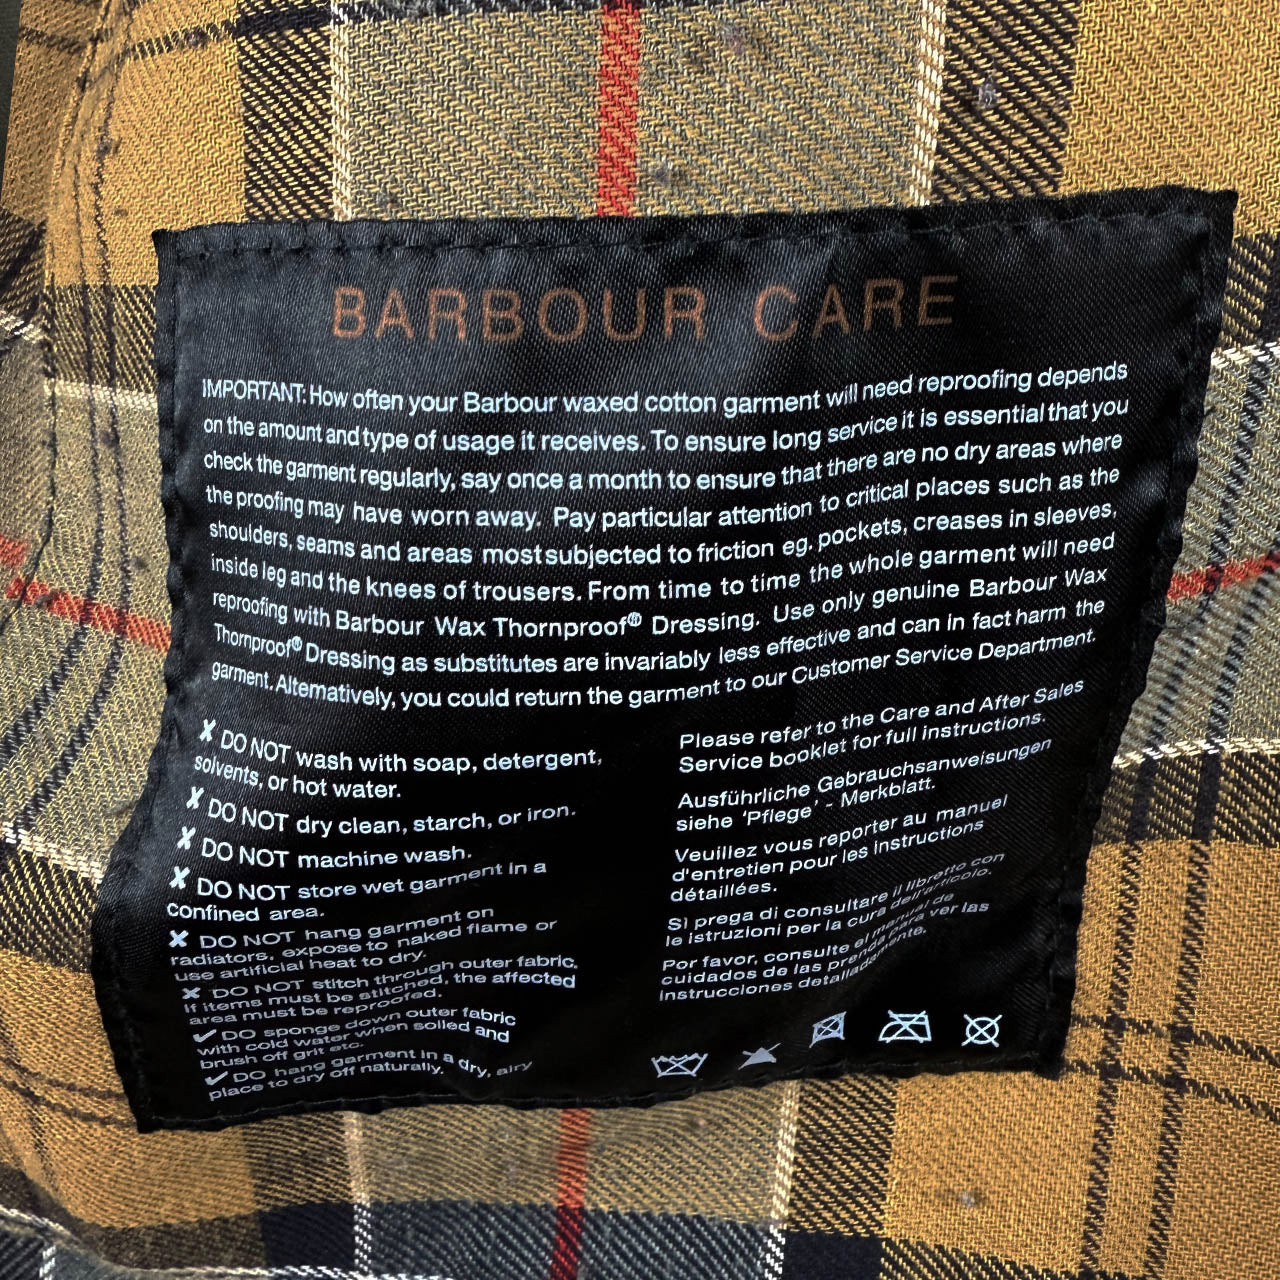 BARBOUR CARE
IMPORTANT: How often your Barbour waxed cotton garment will need reproofing depends
on the amount and type of usage it receives. To ensure long service it is essential that you
check the garment regularly, say once a month to ensure that there are no dry areas where
the proofing may have worn away. Pay particular attention to critical places such as the
shoulders, seams and areas most subjected to friction eg. pockets, creases in sleeves,
inside leg and the knees of trousers. From time to time the whole garment will need
reproofing with Barbour Wax Thornproof® Dressing. Use only genuine Barbour Wax
Thornproof® Dressing as substitutes are invariably less effective and can in fact harm the
garment. Alternatively, you could return the garment to our Customer Service Department.
✗ DO NOT wash with soap, detergent,
solvents, or hot water.
✗ DO NOT dry clean, starch, or iron.
✗ DO NOT machine wash.
✗ DO NOT store wet garment in a
confined area.
✗ DO NOT hang garment on
radiators, expose to naked flame or
use artificial heat to dry.
✗ DO NOT stitch through outer fabric.
If items must be stitched, the affected
area must be reproofed.
✓ DO sponge down outer fabric
with cold water when soiled and
brush off grit etc.
✓ DO hang garment in a dry, airy
place to dry off naturally.
Please refer to the Care and After Sales
Service booklet for full instructions.
Ausführliche Gebrauchsanweisungen
siehe 'Pflege' - Merkblatt.
Veuillez vous reporter au manuel
d'entretien pour les instructions
détaillées.
Si prega di consultare il libretto con
le istruzioni per la cura dell'articolo.
Por favor, consulte el manual de
cuidados de las prendas para ver las
instrucciones detalladamente.